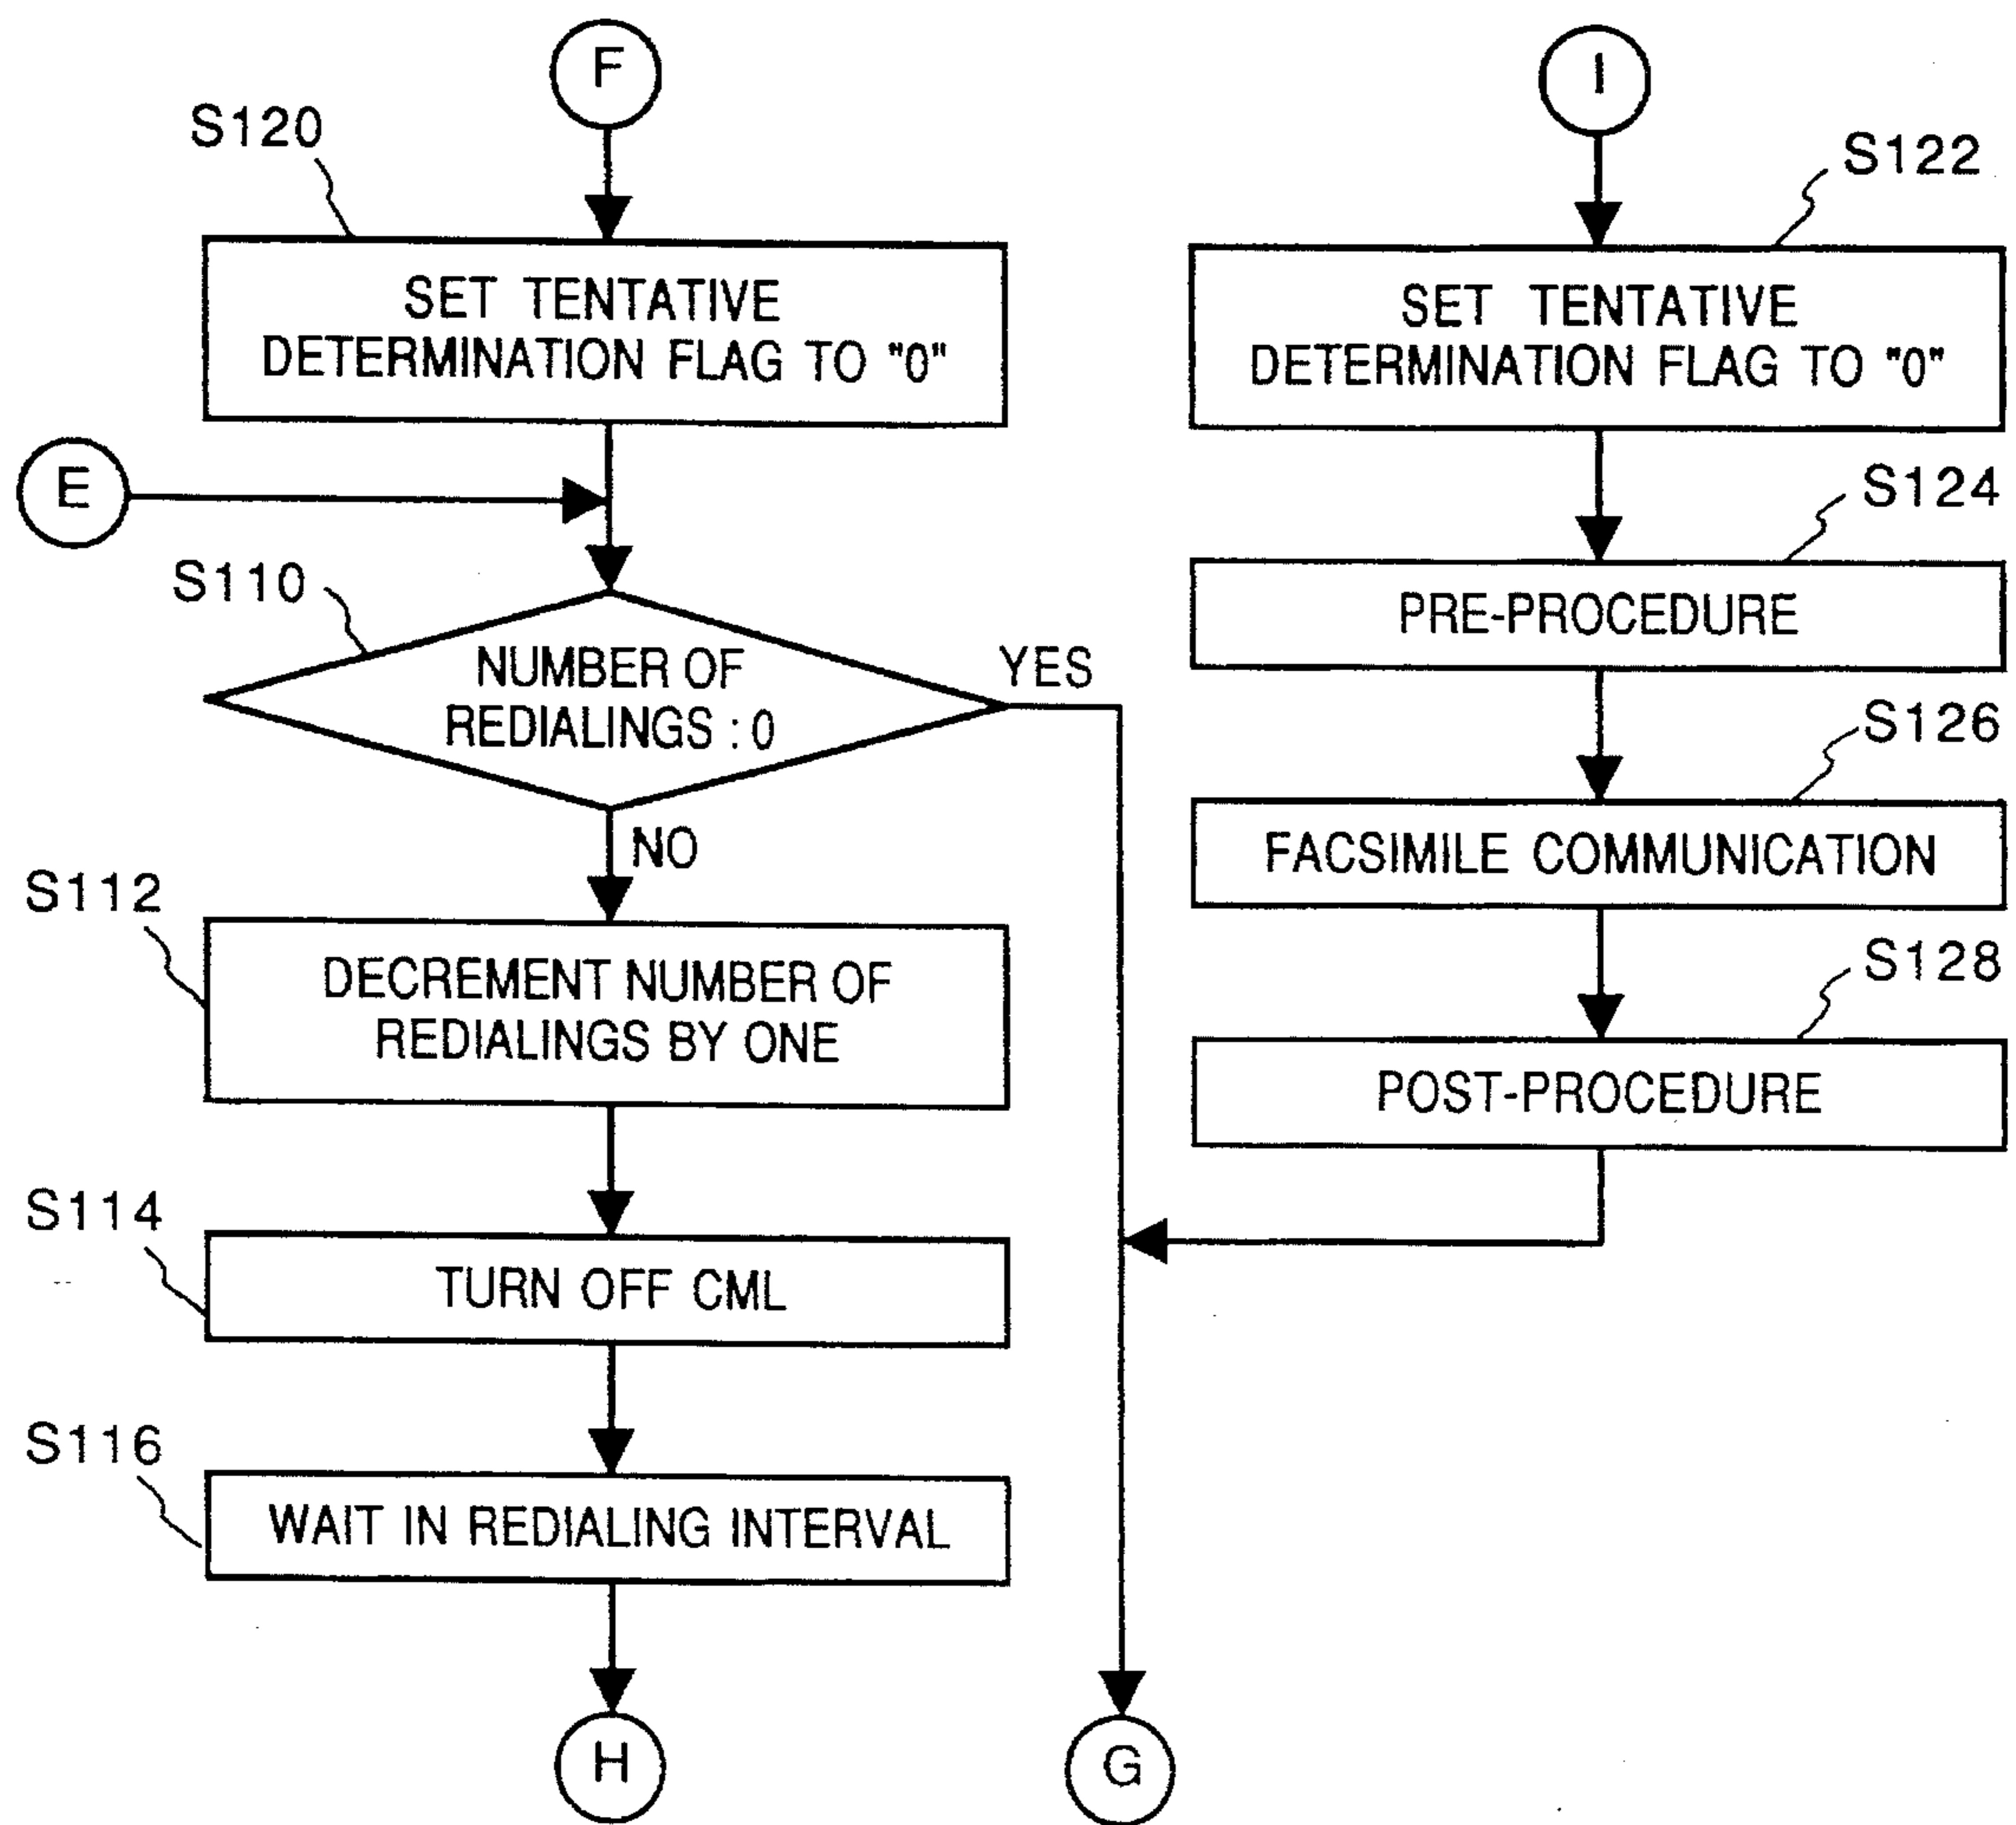 F
S120
SET TENTATIVE
DETERMINATION FLAG TO "0"
E
S110
NUMBER OF
REDIALINGS : 0
YES
NO
S112
DECREMENT NUMBER OF
REDIALINGS BY ONE
S114
TURN OFF CML
S116
WAIT IN REDIALING INTERVAL
H
G
I
S122
SET TENTATIVE
DETERMINATION FLAG TO "0"
S124
PRE-PROCEDURE
S126
FACSIMILE COMMUNICATION
S128
POST-PROCEDURE